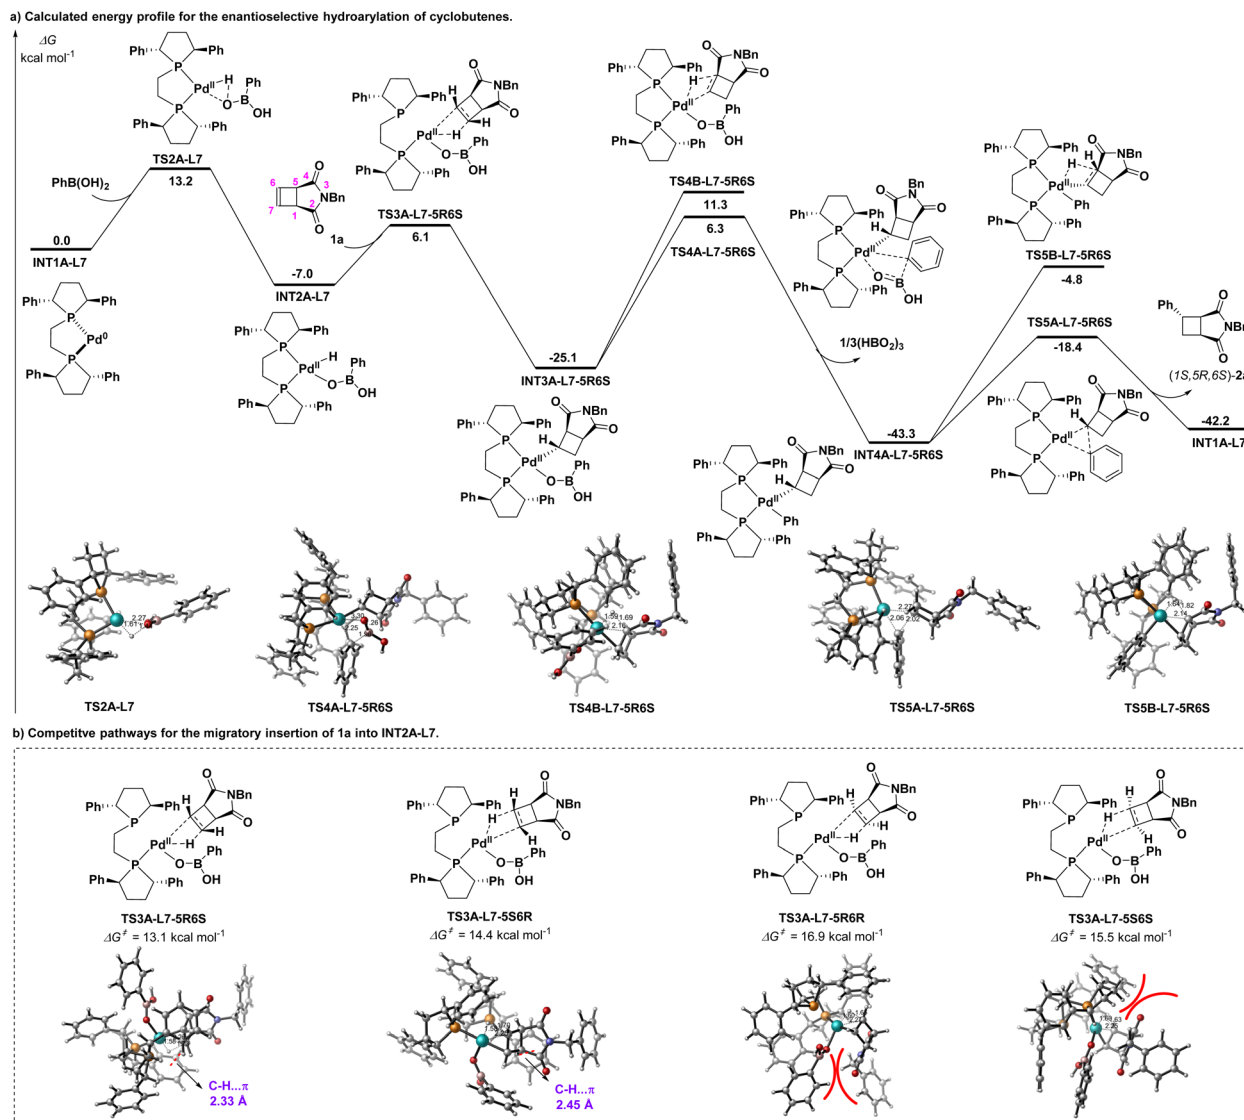 a) Calculated energy profile for the enantioselective hydroarylation of cyclobutenes.
ΔG
kcal mol-1
TS2A-L7
13.2
PhB(OH)2
0.0
INT1A-L7
-7.0
INT2A-L7
1a
TS3A-L7-5R6S
6.1
-25.1
INT3A-L7-5R6S
TS4B-L7-5R6S
11.3
6.3
TS4A-L7-5R6S
1/3(HBO2)3
-43.3
INT4A-L7-5R6S
TS5B-L7-5R6S
-4.8
TS5A-L7-5R6S
-18.4
(1S,5R,6S)-2a
-42.2
INT1A-L7
TS2A-L7
TS4A-L7-5R6S
TS4B-L7-5R6S
TS5A-L7-5R6S
TS5B-L7-5R6S
b) Competitve pathways for the migratory insertion of 1a into INT2A-L7.
TS3A-L7-5R6S
ΔG‡ = 13.1 kcal mol-1
TS3A-L7-5S6R
ΔG‡ = 14.4 kcal mol-1
TS3A-L7-5R6R
ΔG‡ = 16.9 kcal mol-1
TS3A-L7-5S6S
ΔG‡ = 15.5 kcal mol-1
C-H...π
2.33 Å
C-H...π
2.45 Å